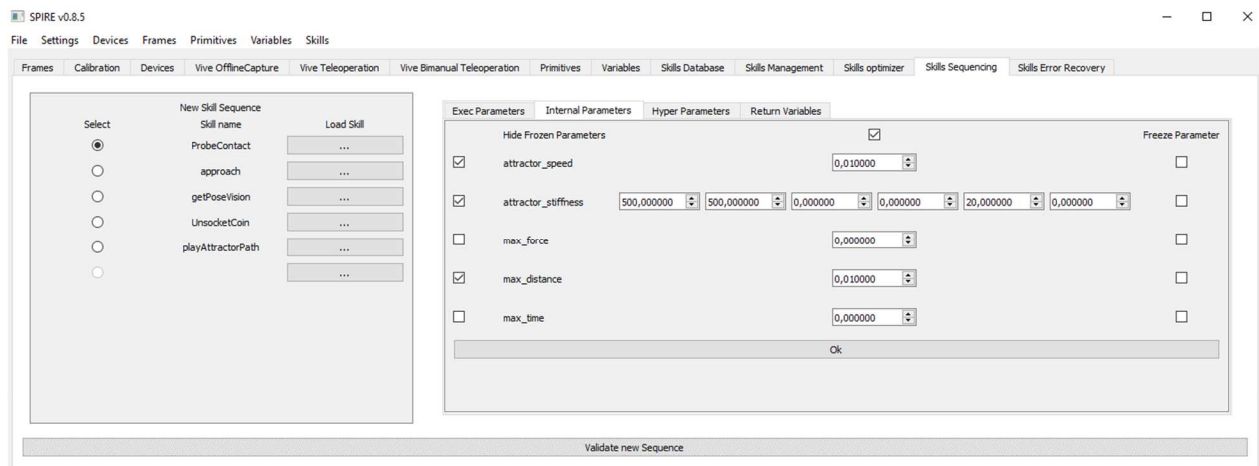 SPIRE v0.8.5
File Settings Devices Frames Primitives Variables Skills
Frames Calibration Devices Vive OfflineCapture Vive Teleoperation Vive Bimanual Teleoperation Primitives Variables Skills Database Skills Management Skills optimizer Skills Sequencing Skills Error Recovery
New Skill Sequence
Select Skill name Load Skill
ProbeContact ...
approach ...
getPoseVision ...
UnsocketCoin ...
playAttractorPath ...
...
Exec Parameters Internal Parameters Hyper Parameters Return Variables
Hide Frozen Parameters Freeze Parameter
attractor_speed 0,010000
attractor_stiffness 500,000000 500,000000 0,000000 0,000000 20,000000 0,000000
max_force 0,000000
max_distance 0,010000
max_time 0,000000
Ok
Validate new Sequence